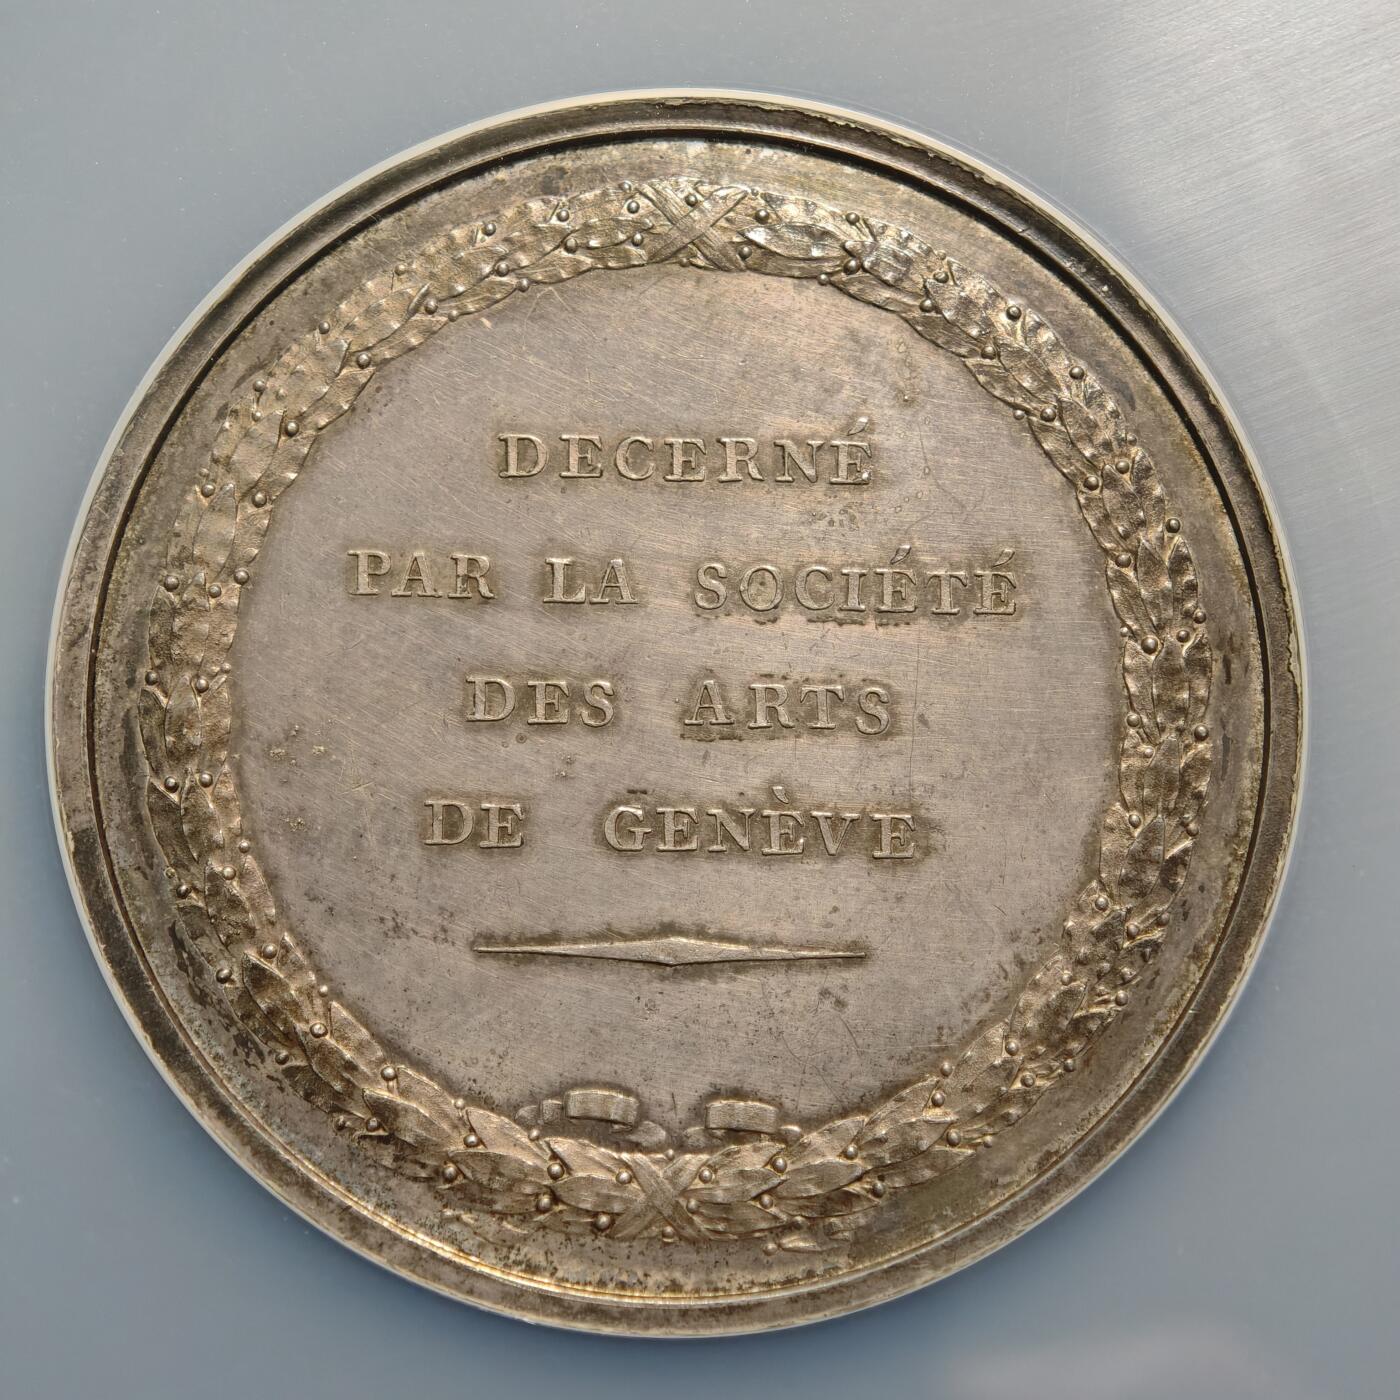 DECERNÉ
PAR LA SOCIÉTÉ
DES ARTS
DE GENÈVE